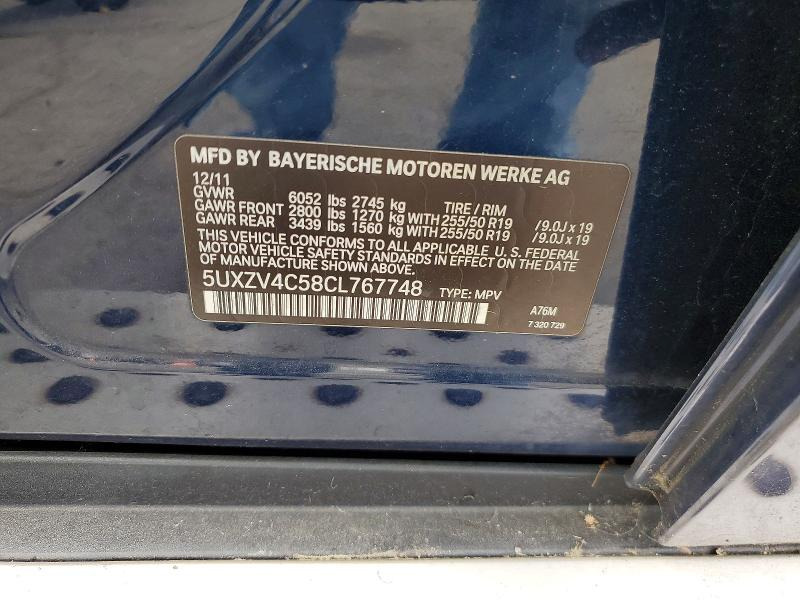 MFD BY BAYERISCHE MOTOREN WERKE AG
12/11
GVWR 6052 lbs 2745 kg TIRE / RIM
GAWR FRONT 2800 lbs 1270 kg WITH 255/50 R19 /9.0J x 19
GAWR REAR 3439 lbs 1560 kg WITH 255/50 R19 /9.0J x 19
THIS VEHICLE CONFORMS TO ALL APPLICABLE U. S. FEDERAL
MOTOR VEHICLE SAFETY STANDARDS IN EFFECT ON THE DATE
OF MANUFACTURE SHOWN ABOVE.
5UXZV4C58CL767748 TYPE: MPV
A76M
7 320 729